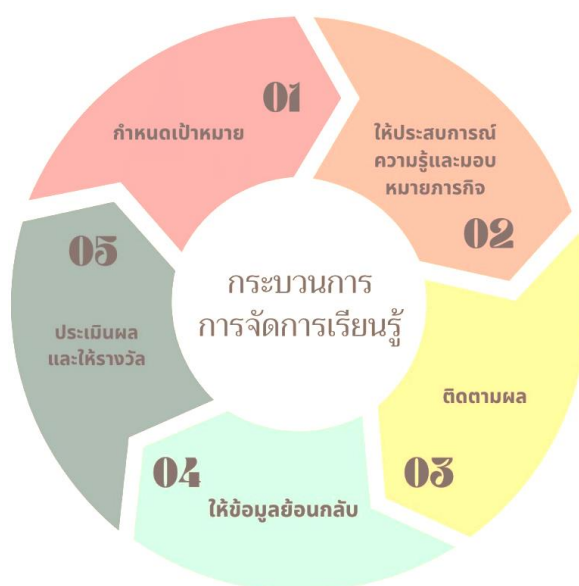 01
กำหนดเป้าหมาย
ให้ประสบการณ์
ความรู้และมอบ
หมายภารกิจ
02
ติดตามผล
03
04
ให้ข้อมูลย้อนกลับ
05
ประเมินผล
และให้รางวัล
กระบวนการ
การจัดการเรียนรู้